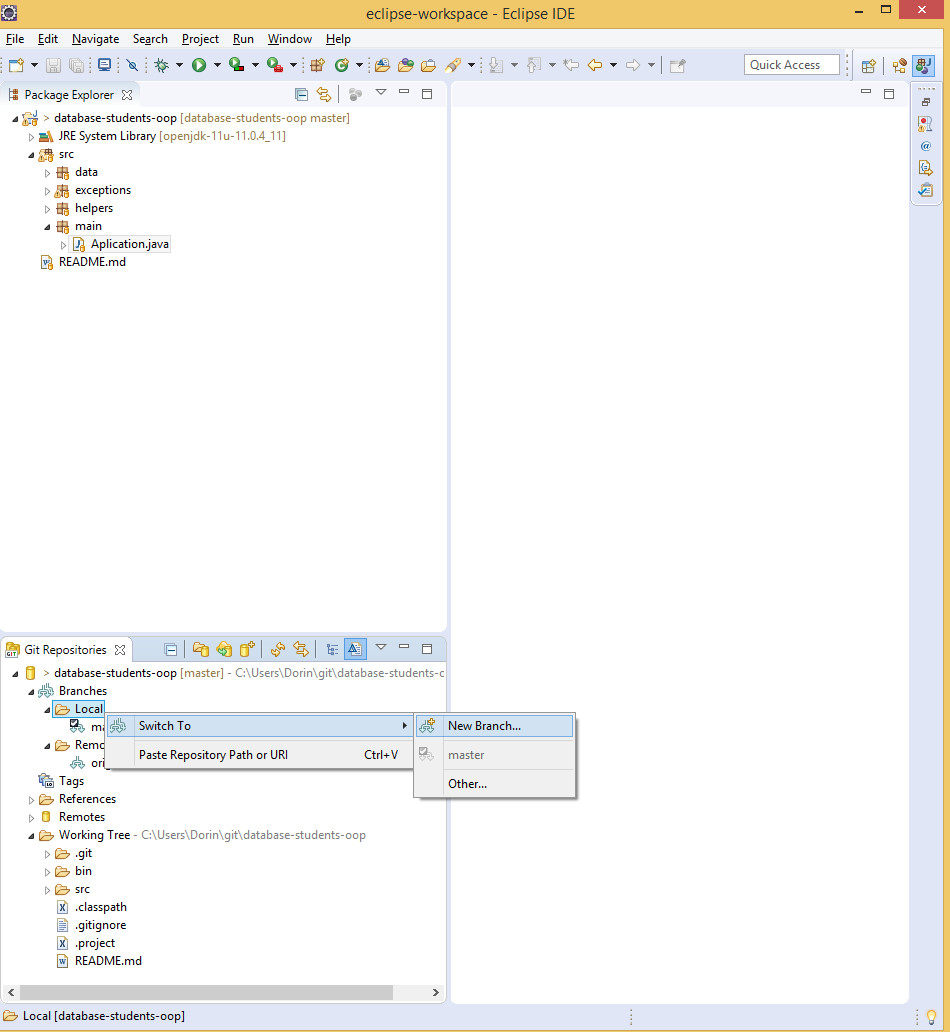 eclipse-workspace - Eclipse IDE
File Edit Navigate Search Project Run Window Help
Quick Access
Package Explorer
> database-students-oop [database-students-oop master]
JRE System Library [openjdk-11u-11.0.4_11]
src
data
exceptions
helpers
main
Aplication.java
README.md
Git Repositories
> database-students-oop [master] - C:\Users\Dorin\git\database-students-o
Branches
Local
Switch To
New Branch...
Paste Repository Path or URI Ctrl+V
master
Other...
Tags
References
Remotes
Working Tree - C:\Users\Dorin\git\database-students-oop
.git
bin
src
.classpath
.gitignore
.project
README.md
Local [database-students-oop]